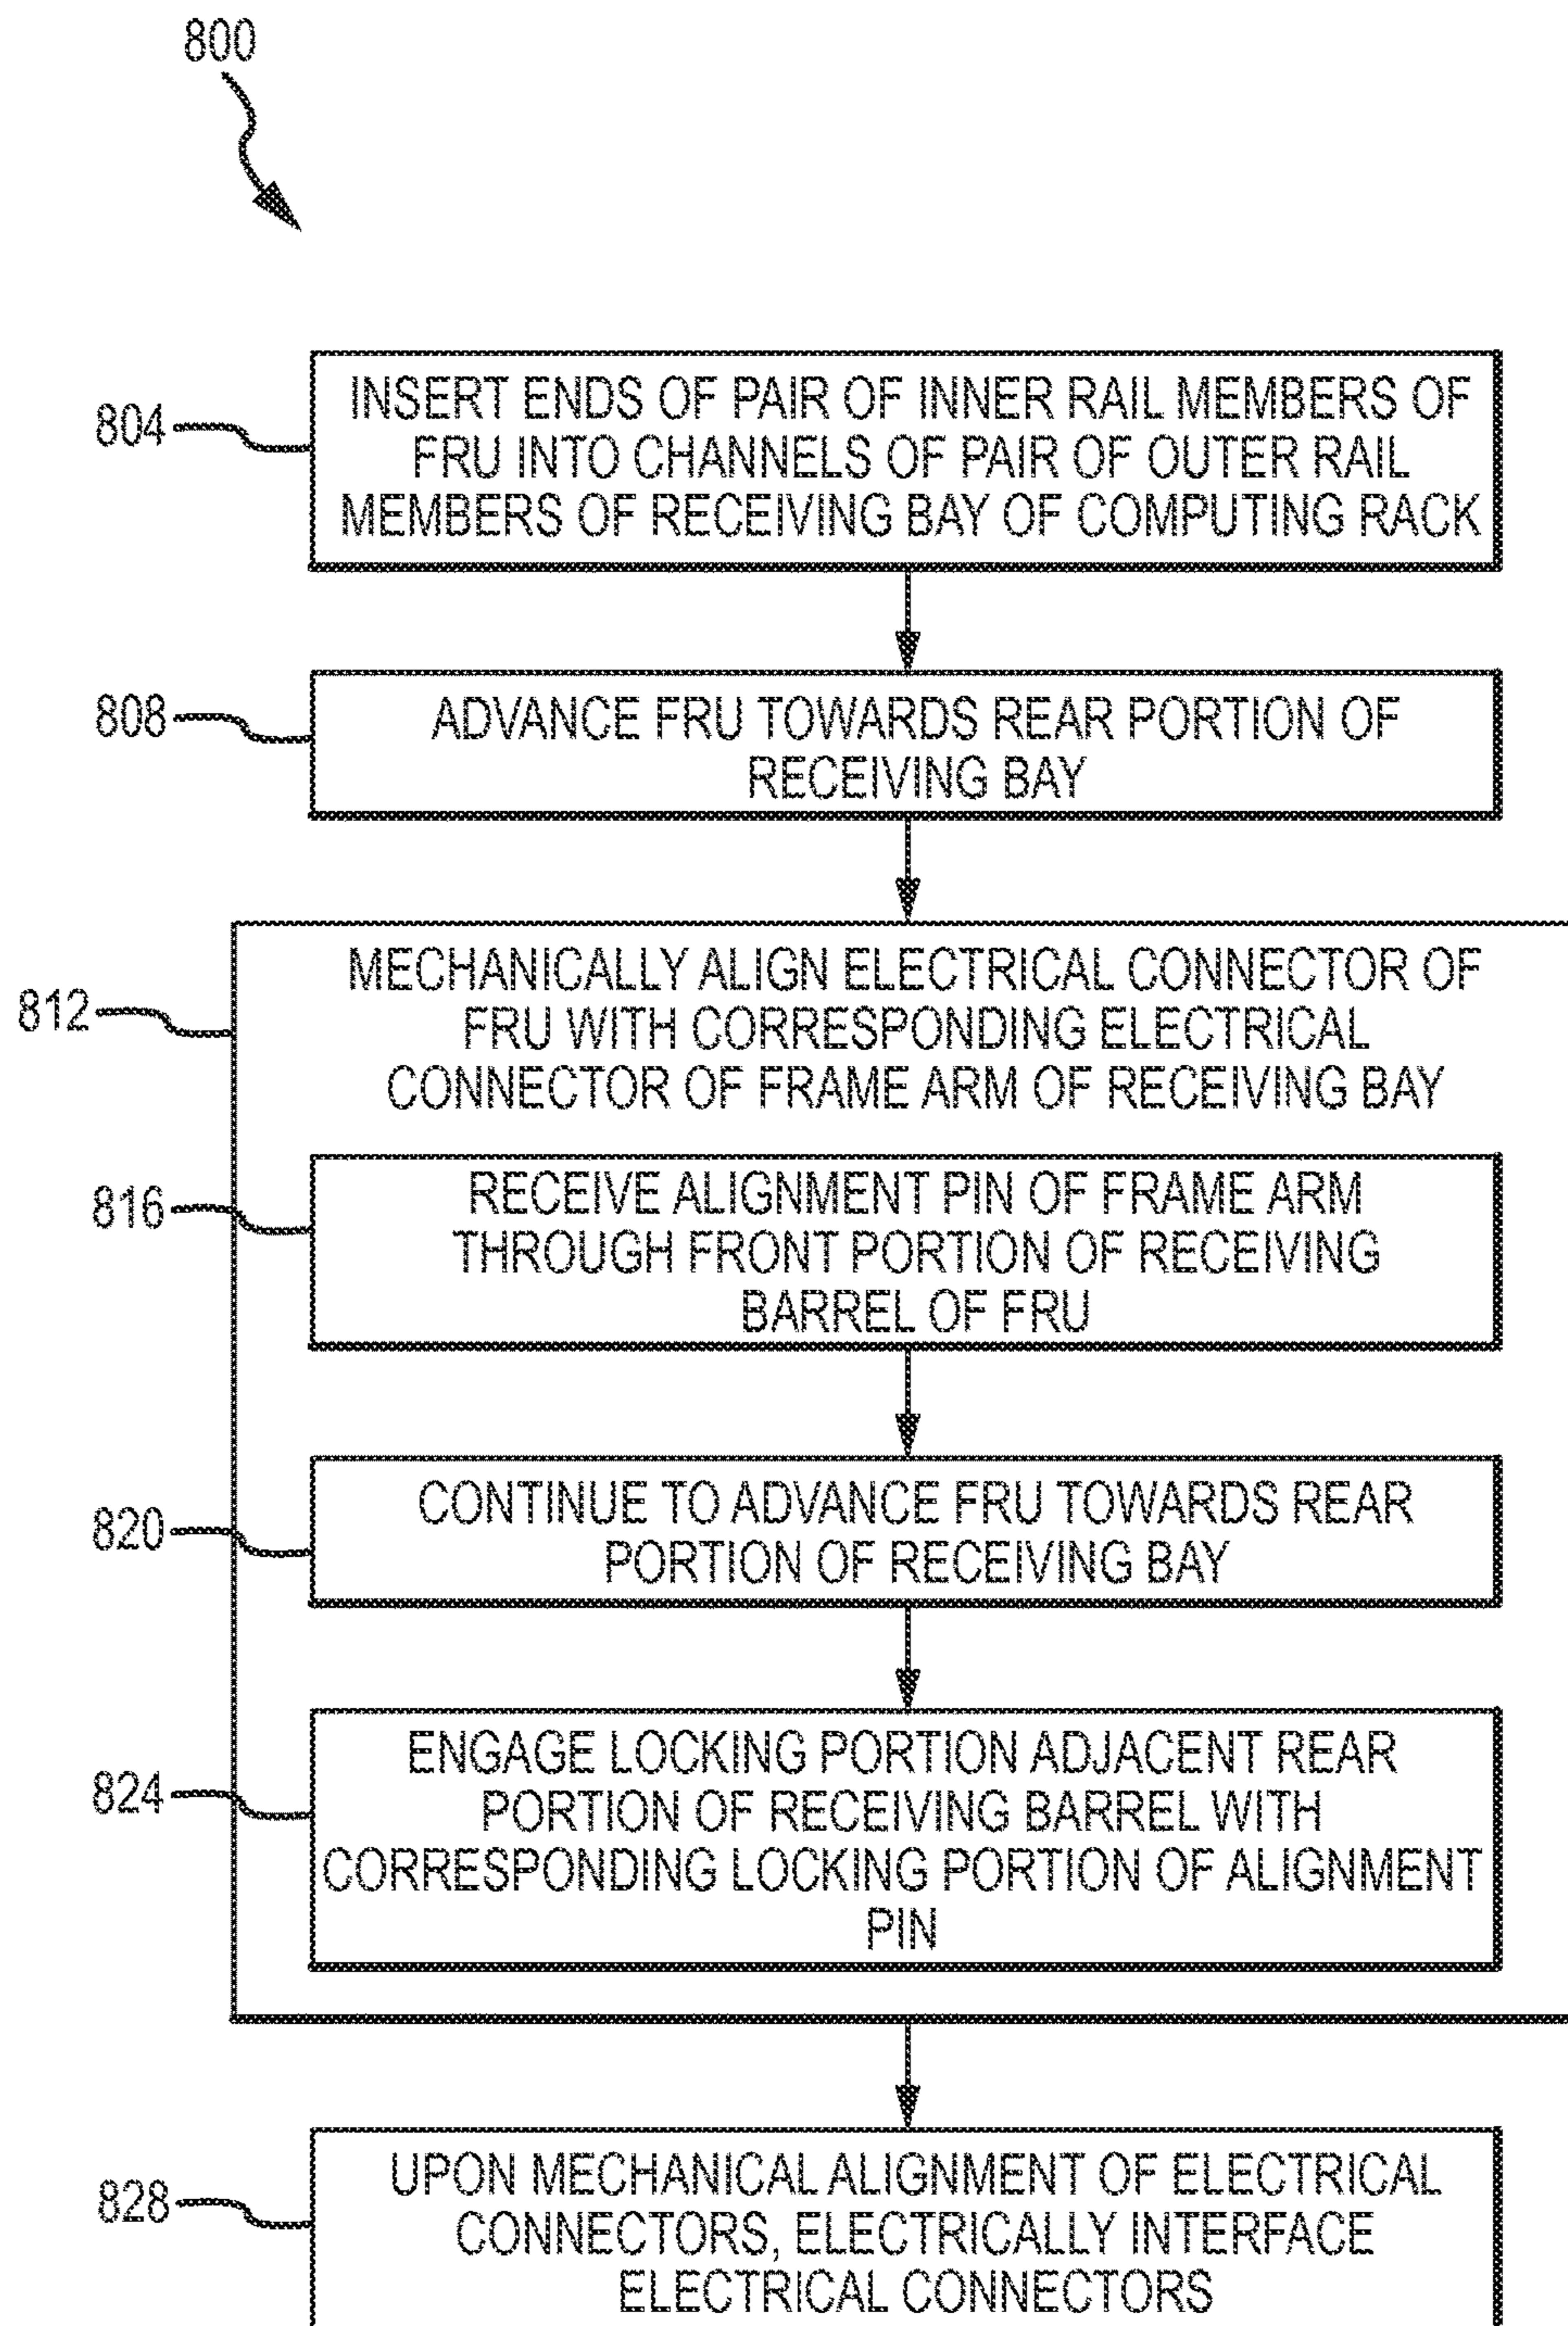 800
804
INSERT ENDS OF PAIR OF INNER RAIL MEMBERS OF
FRU INTO CHANNELS OF PAIR OF OUTER RAIL
MEMBERS OF RECEIVING BAY OF COMPUTING RACK
808
ADVANCE FRU TOWARDS REAR PORTION OF
RECEIVING BAY
812
MECHANICALLY ALIGN ELECTRICAL CONNECTOR OF
FRU WITH CORRESPONDING ELECTRICAL
CONNECTOR OF FRAME ARM OF RECEIVING BAY
816
RECEIVE ALIGNMENT PIN OF FRAME ARM
THROUGH FRONT PORTION OF RECEIVING
BARREL OF FRU
820
CONTINUE TO ADVANCE FRU TOWARDS REAR
PORTION OF RECEIVING BAY
824
ENGAGE LOCKING PORTION ADJACENT REAR
PORTION OF RECEIVING BARREL WITH
CORRESPONDING LOCKING PORTION OF ALIGNMENT
PIN
828
UPON MECHANICAL ALIGNMENT OF ELECTRICAL
CONNECTORS, ELECTRICALLY INTERFACE
ELECTRICAL CONNECTORS